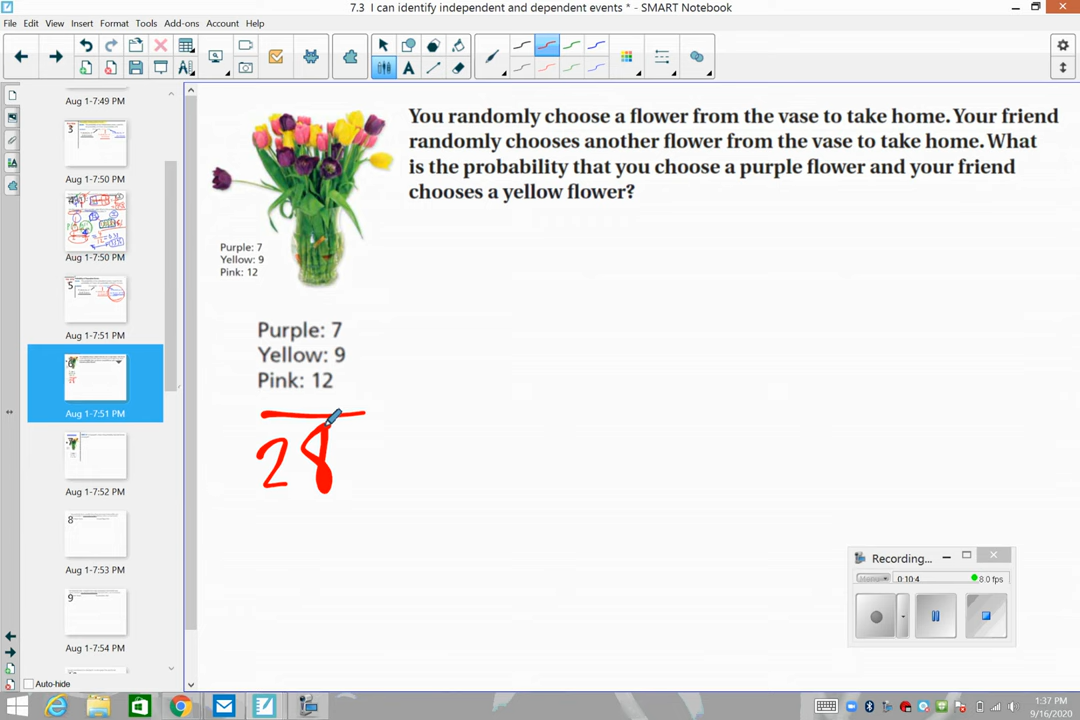 7.3 I can identify independent and dependent events * - SMART Notebook
File Edit View Insert Format Tools Add-ons Account Help
Aug 1-7:49 PM
3
Aug 1-7:50 PM
Aug 1-7:50 PM
5
Aug 1-7:51 PM
Aug 1-7:51 PM
Aug 1-7:52 PM
8
Aug 1-7:53 PM
9
Aug 1-7:54 PM
Auto-hide
You randomly choose a flower from the vase to take home. Your friend
randomly chooses another flower from the vase to take home. What
is the probability that you choose a purple flower and your friend
chooses a yellow flower?
Purple: 7
Yellow: 9
Pink: 12
Purple: 7
Yellow: 9
Pink: 12
28
Recording...
0:10:4
8.0 fps
1:37 PM
9/16/2020